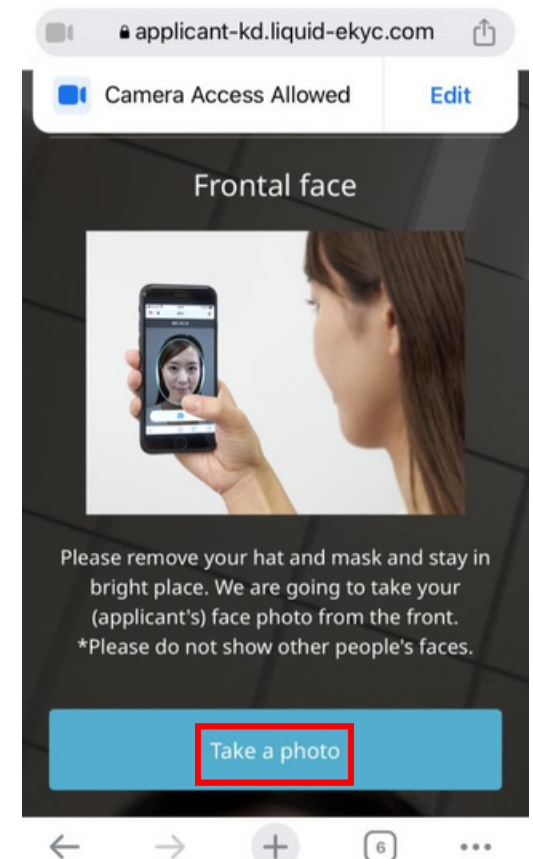 applicant-kd.liquid-ekyc.com
Camera Access Allowed
Edit
Frontal face
Please remove your hat and mask and stay in
bright place. We are going to take your
(applicant's) face photo from the front.
*Please do not show other people's faces.
Take a photo
6